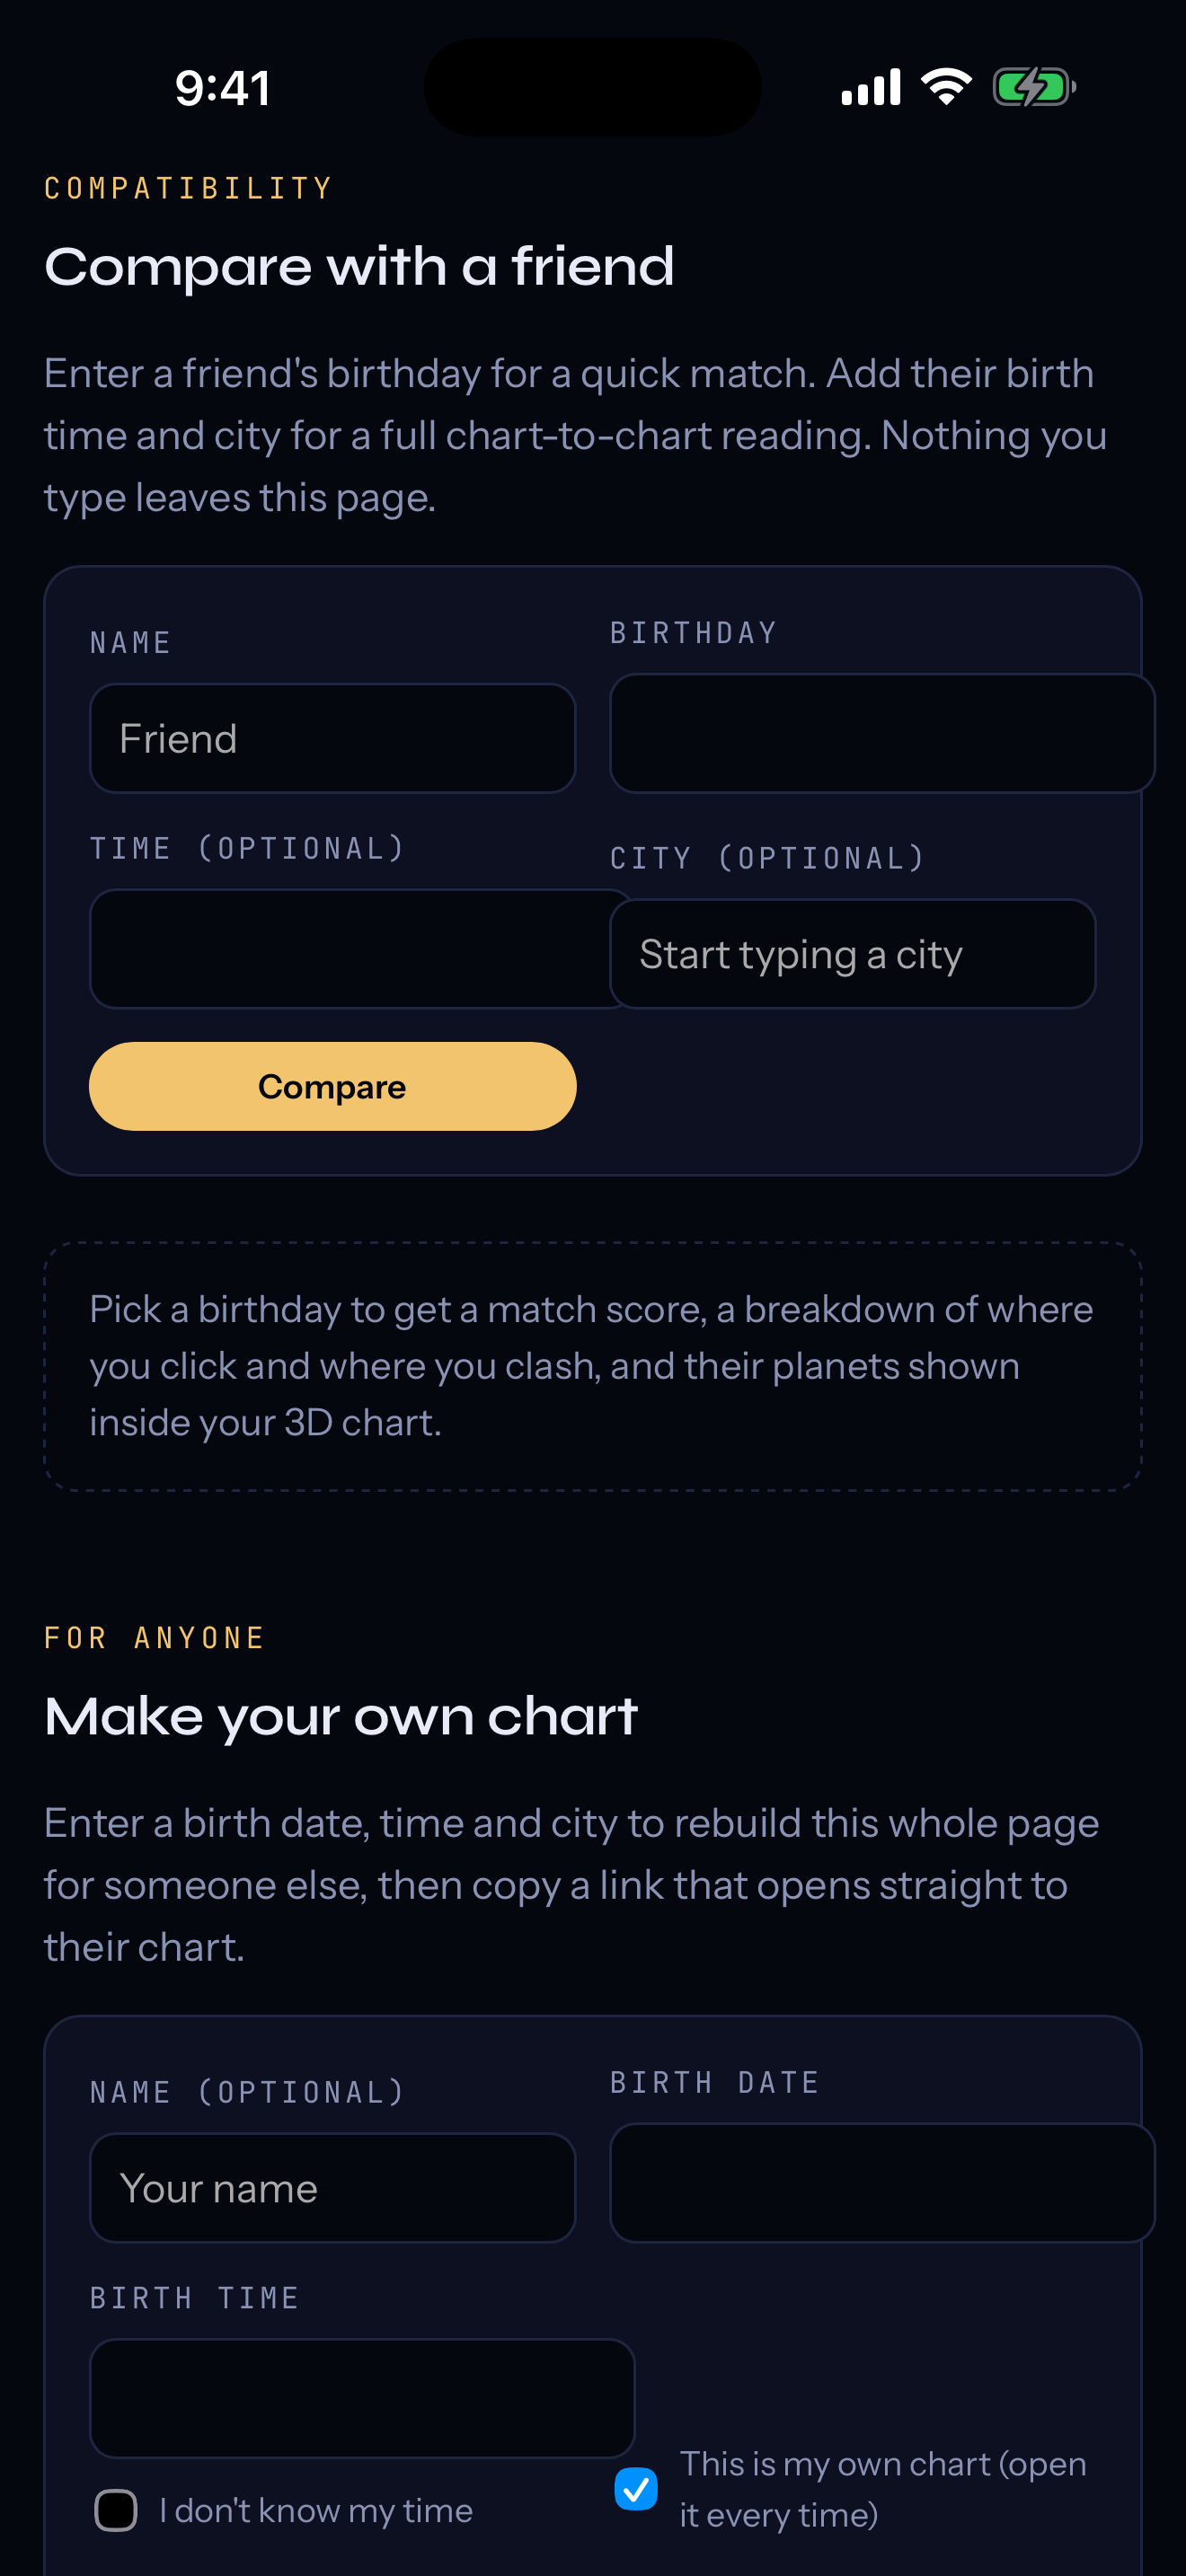 9:41
COMPATIBILITY
Compare with a friend
Enter a friend's birthday for a quick match. Add their birth
time and city for a full chart-to-chart reading. Nothing you
type leaves this page.
NAME
BIRTHDAY
Friend
TIME (OPTIONAL)
CITY (OPTIONAL)
Start typing a city
Compare
Pick a birthday to get a match score, a breakdown of where
you click and where you clash, and their planets shown
inside your 3D chart.
FOR ANYONE
Make your own chart
Enter a birth date, time and city to rebuild this whole page
for someone else, then copy a link that opens straight to
their chart.
NAME (OPTIONAL)
BIRTH DATE
Your name
BIRTH TIME
I don't know my time
This is my own chart (open
it every time)